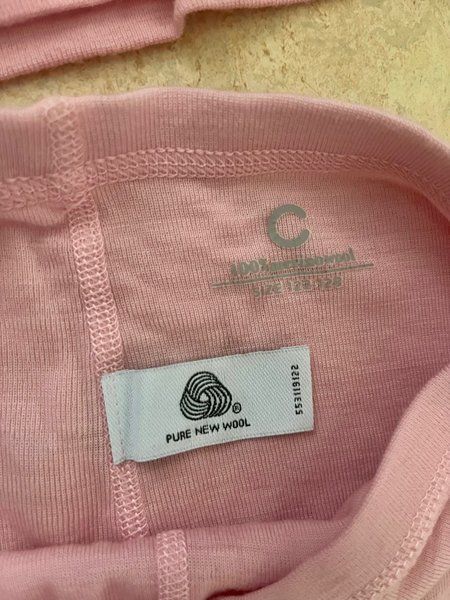 C
100% merinowool
SIZE 122-128
PURE NEW WOOL
®
553119122